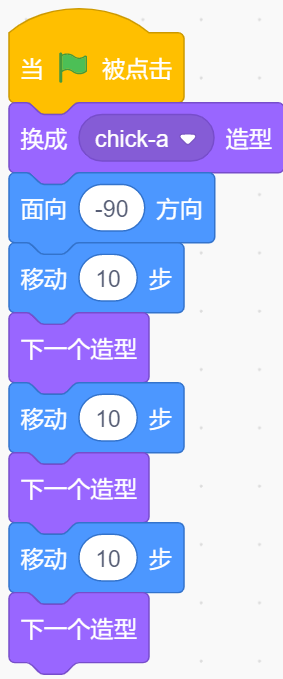 当 被点击
换成 chick-a 造型
面向 -90 方向
移动 10 步
下一个造型
移动 10 步
下一个造型
移动 10 步
下一个造型